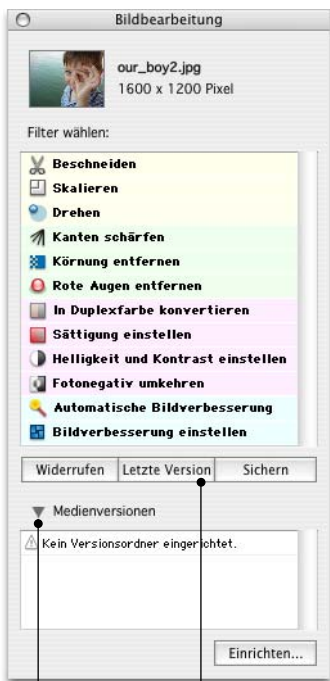 Bildbearbeitung
our_boy2.jpg
1600 x 1200 Pixel
Filter wählen:
Beschneiden
Skalieren
Drehen
Kanten schärfen
Körnung entfernen
Rote Augen entfernen
In Duplexfarbe konvertieren
Sättigung einstellen
Helligkeit und Kontrast einstellen
Fotonegativ umkehren
Automatische Bildverbesserung
Bildverbesserung einstellen
Widerrufen Letzte Version Sichern
Medienversionen
Kein Versionsordner eingerichtet.
Einrichten...